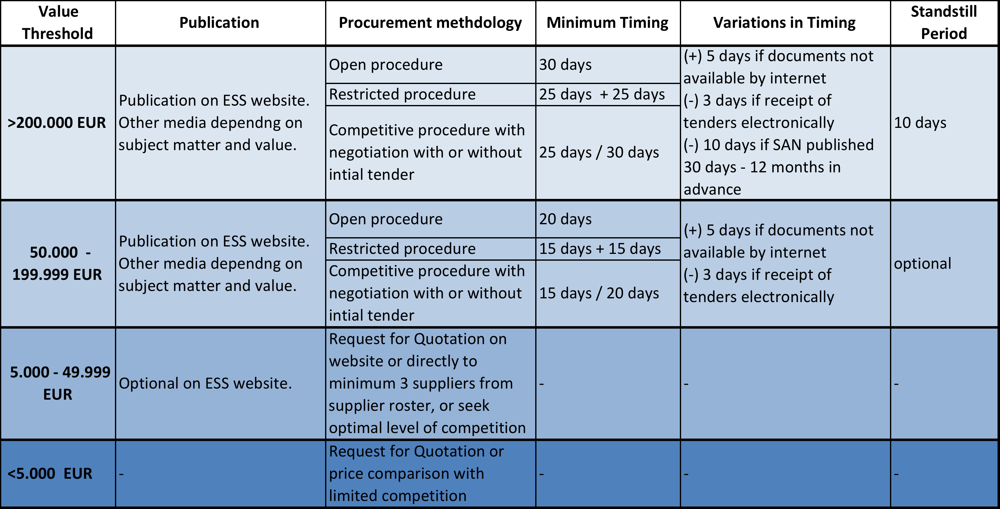 Value
Threshold
Publication
Procurement methdology
Minimum Timing
Variations in Timing
Standstill
Period
>200.000 EUR
Publication on ESS website.
Other media dependng on
subject matter and value.
Open procedure
30 days
Restricted procedure
25 days + 25 days
Competitive procedure with
negotiation with or without
intial tender
25 days / 30 days
(+) 5 days if documents not
available by internet
(-) 3 days if receipt of
tenders electronically
(-) 10 days if SAN published
30 days - 12 months in
advance
10 days
50.000 -
199.999 EUR
Publication on ESS website.
Other media dependng on
subject matter and value.
Open procedure
20 days
Restricted procedure
15 days + 15 days
Competitive procedure with
negotiation with or without
intial tender
15 days / 20 days
(+) 5 days if documents not
available by internet
(-) 3 days if receipt of
tenders electronically
optional
5.000 - 49.999
EUR
Optional on ESS website.
Request for Quotation on
website or directly to
minimum 3 suppliers from
supplier roster, or seek
optimal level of competition
-
-
-
<5.000 EUR
-
Request for Quotation or
price comparison with
limited competition
-
-
-